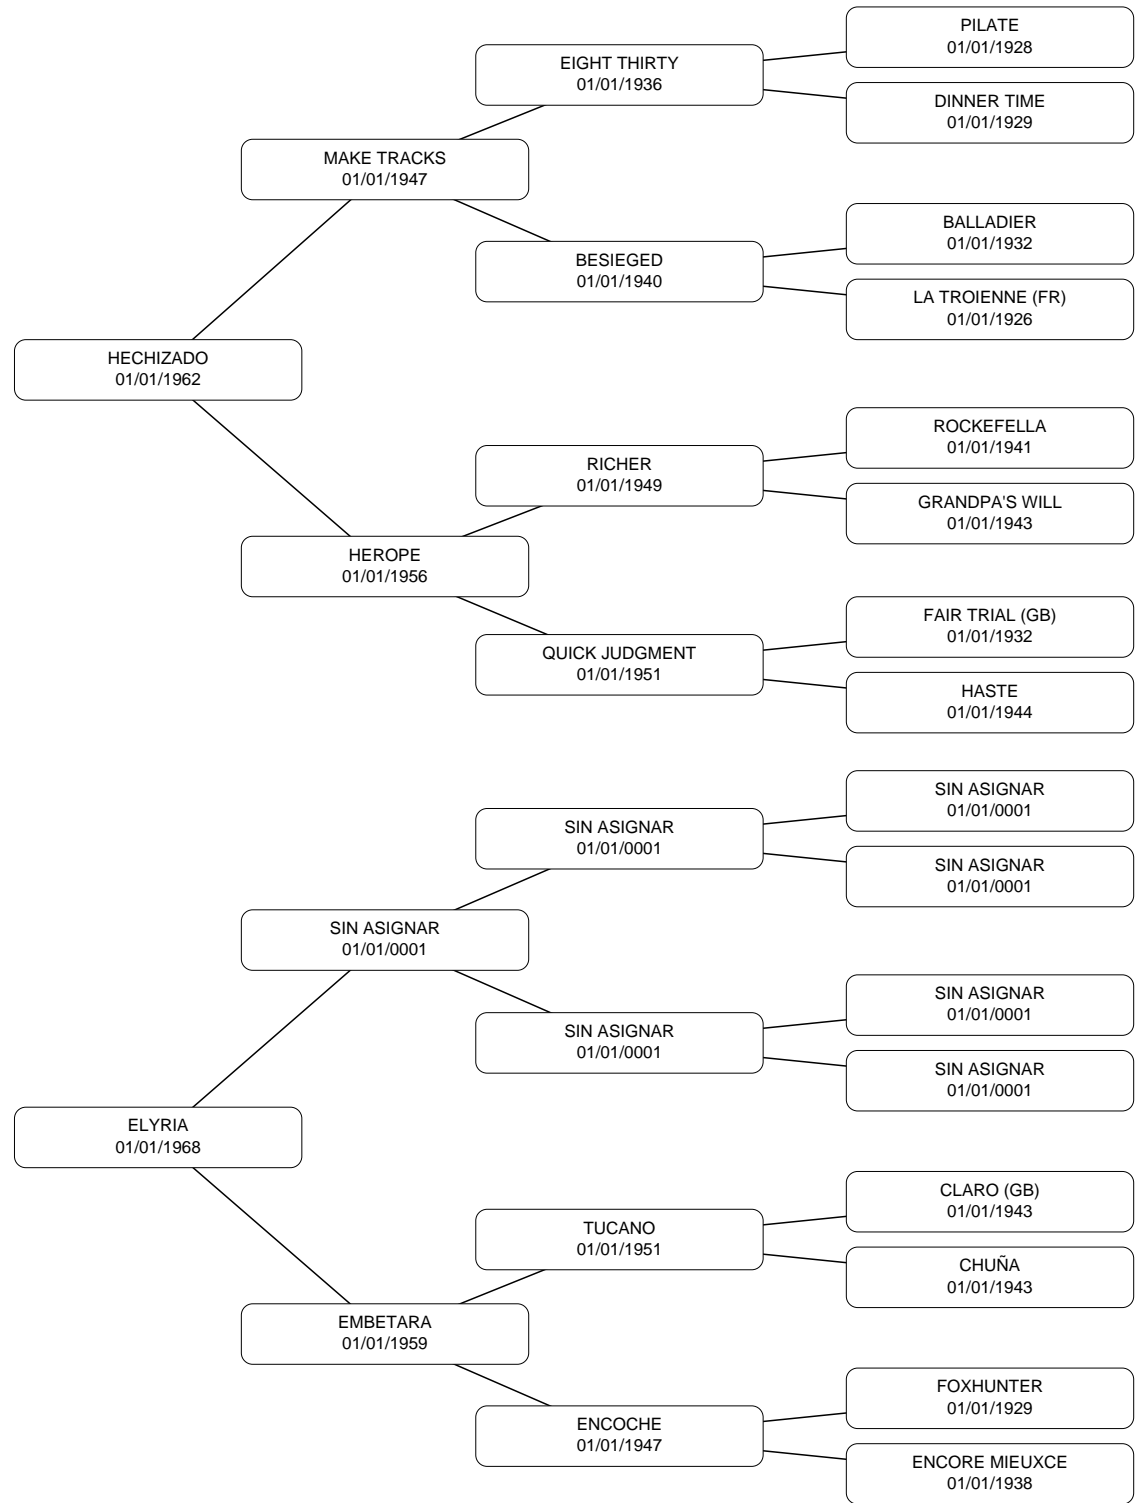 PILATE
01/01/1928
EIGHT THIRTY
01/01/1936
DINNER TIME
01/01/1929
MAKE TRACKS
01/01/1947
BALLADIER
01/01/1932
BESIEGED
01/01/1940
LA TROIENNE (FR)
01/01/1926
HECHIZADO
01/01/1962
ROCKEFELLA
01/01/1941
RICHER
01/01/1949
GRANDPA'S WILL
01/01/1943
HEROPE
01/01/1956
FAIR TRIAL (GB)
01/01/1932
QUICK JUDGMENT
01/01/1951
HASTE
01/01/1944
SIN ASIGNAR
01/01/0001
SIN ASIGNAR
01/01/0001
SIN ASIGNAR
01/01/0001
SIN ASIGNAR
01/01/0001
SIN ASIGNAR
01/01/0001
SIN ASIGNAR
01/01/0001
SIN ASIGNAR
01/01/0001
ELYRIA
01/01/1968
CLARO (GB)
01/01/1943
TUCANO
01/01/1951
CHUÑA
01/01/1943
EMBETARA
01/01/1959
FOXHUNTER
01/01/1929
ENCOCHE
01/01/1947
ENCORE MIEUXCE
01/01/1938